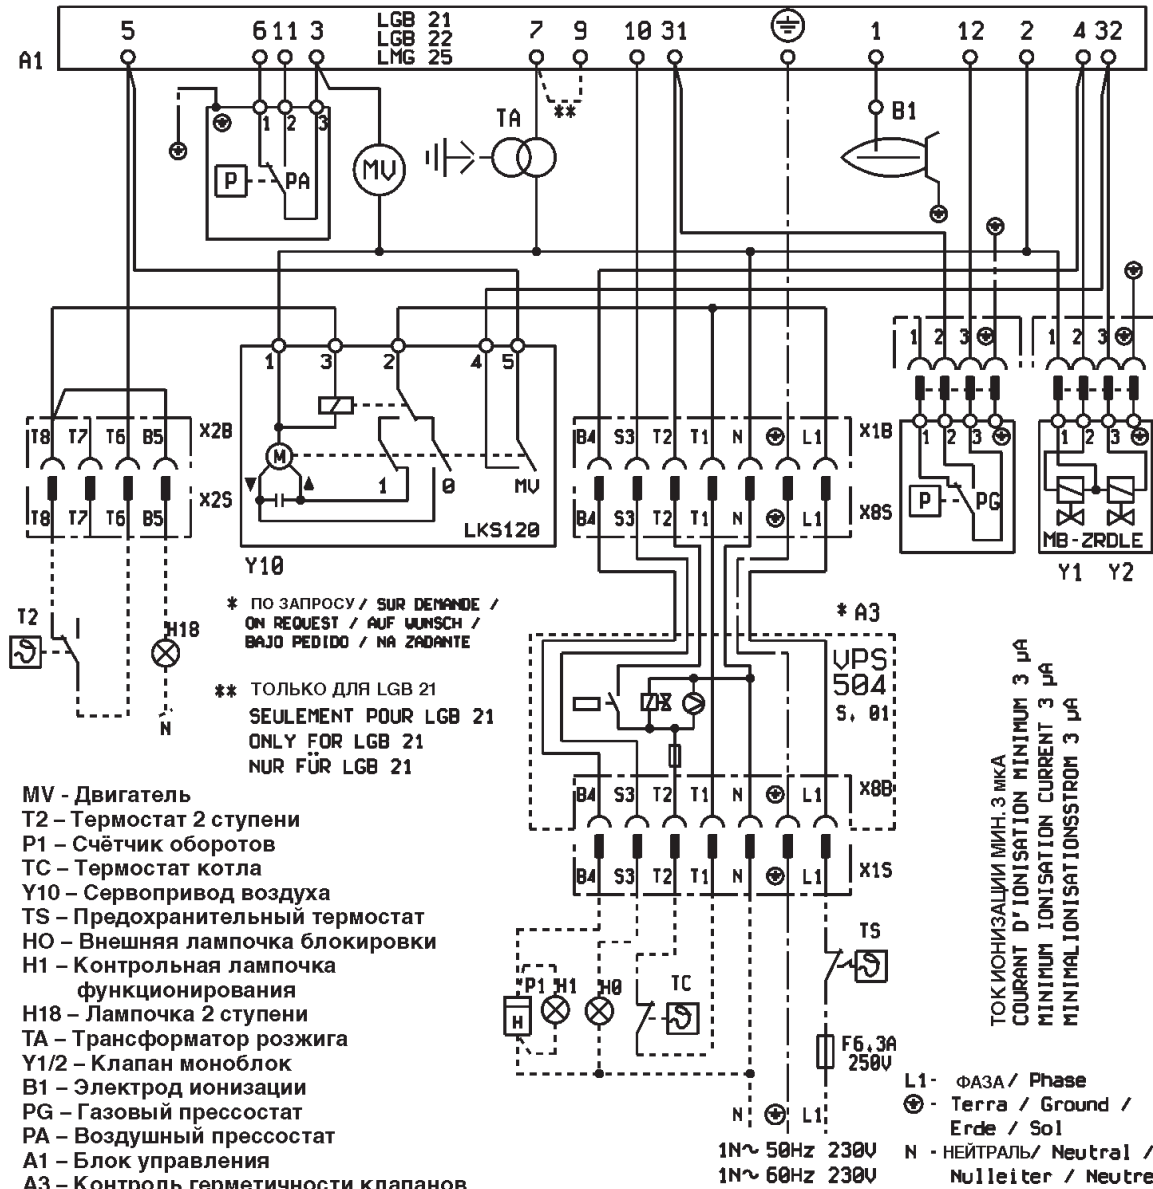 LGB 21
LGB 22
LMG 25
5 6 11 3 7 9 10 31 1 12 2 4 32
A1
**
TA
B1
1 2 3
P PA
MV
1 2 3
1 2 3
1 3 2 4 5
T8 T7 T6 B5
X2B
B4 S3 T2 T1 N L1
X1B
1 2 3
1 2 3
M
1 0 MV
X2S
T8 T7 T6 B5
LKS120
Y10
B4 S3 T2 T1 N L1
X8S
P PG
MB-ZRDLE
Y1 Y2
T2
H18
N
* ПО ЗАПРОСУ / SUR DEMANDE /
ON REQUEST / AUF WUNSCH /
BAJO PEDIDO / NA ZADANTE
** ТОЛЬКО ДЛЯ LGB 21
SEULEMENT POUR LGB 21
ONLY FOR LGB 21
NUR FÜR LGB 21
* A3
VPS
504
S. 01
B4 S3 T2 T1 N L1
X8B
B4 S3 T2 T1 N L1
X1S
ТОК ИОНИЗАЦИИ МИН. 3 мкА
COURANT D'IONISATION MINIMUM 3 µA
MINIMUM IONISATION CURRENT 3 µA
MINIMALIONISATIONSSTROM 3 µA
MV - Двигатель
T2 – Термостат 2 ступени
P1 – Счётчик оборотов
TC – Термостат котла
Y10 – Сервопривод воздуха
TS – Предохранительный термостат
HO – Внешняя лампочка блокировки
H1 – Контрольная лампочка
функционирования
H18 – Лампочка 2 ступени
TA – Трансформатор розжига
Y1/2 – Клапан моноблок
B1 – Электрод ионизации
PG – Газовый прессостат
PA – Воздушный прессостат
A1 – Блок управления
A3 – Контроль герметичности клапанов
*P1 H1 H0 TC
H
TS
F6.3A
250V
N L1
1N~ 50Hz 230V
1N~ 60Hz 230V
L1- ФАЗА / Phase
- Terra / Ground /
Erde / Sol
N - НЕЙТРАЛЬ/ Neutral /
Nulleiter / Neutre